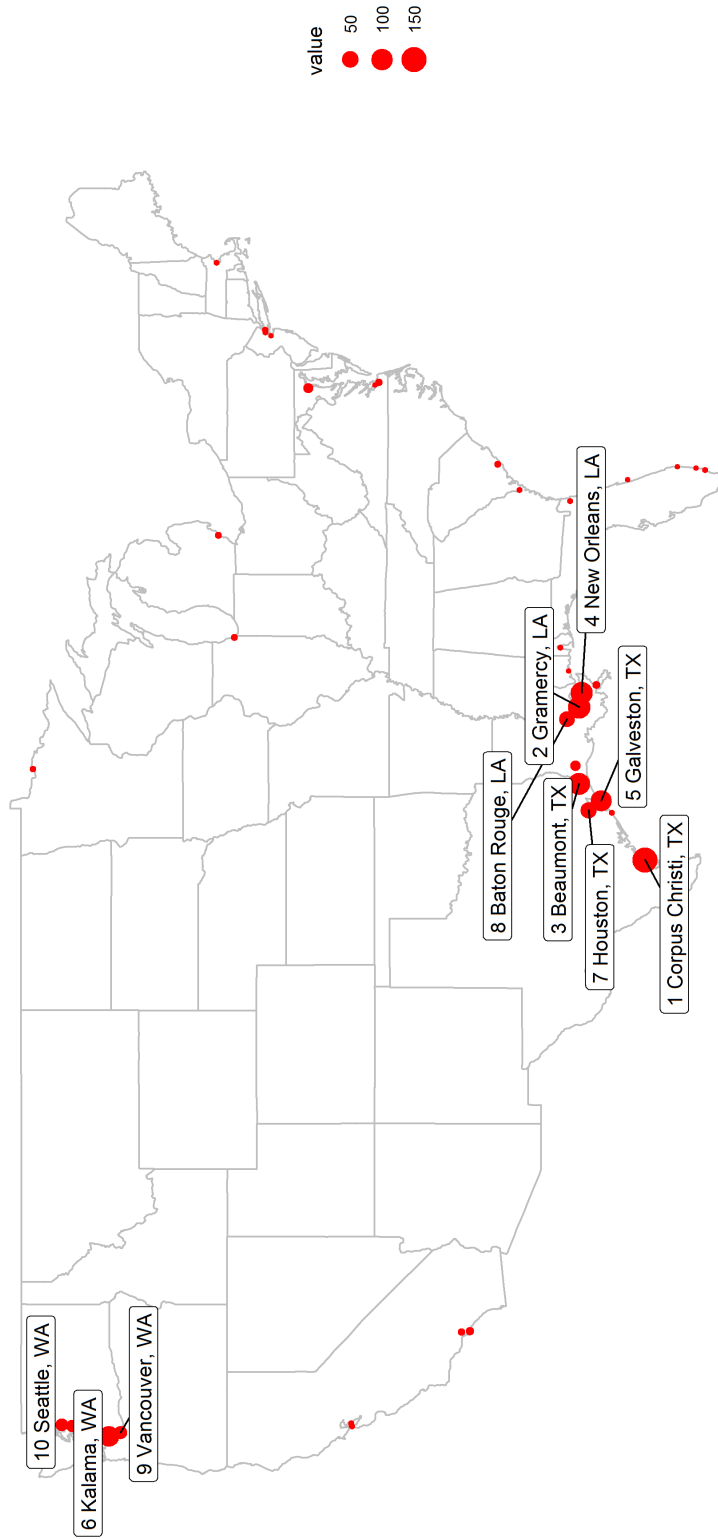 10 Seattle, WA
6 Kalama, WA
9 Vancouver, WA
8 Baton Rouge, LA
2 Gramercy, LA
4 New Orleans, LA
3 Beaumont, TX
7 Houston, TX
5 Galveston, TX
1 Corpus Christi, TX
value
50
100
150